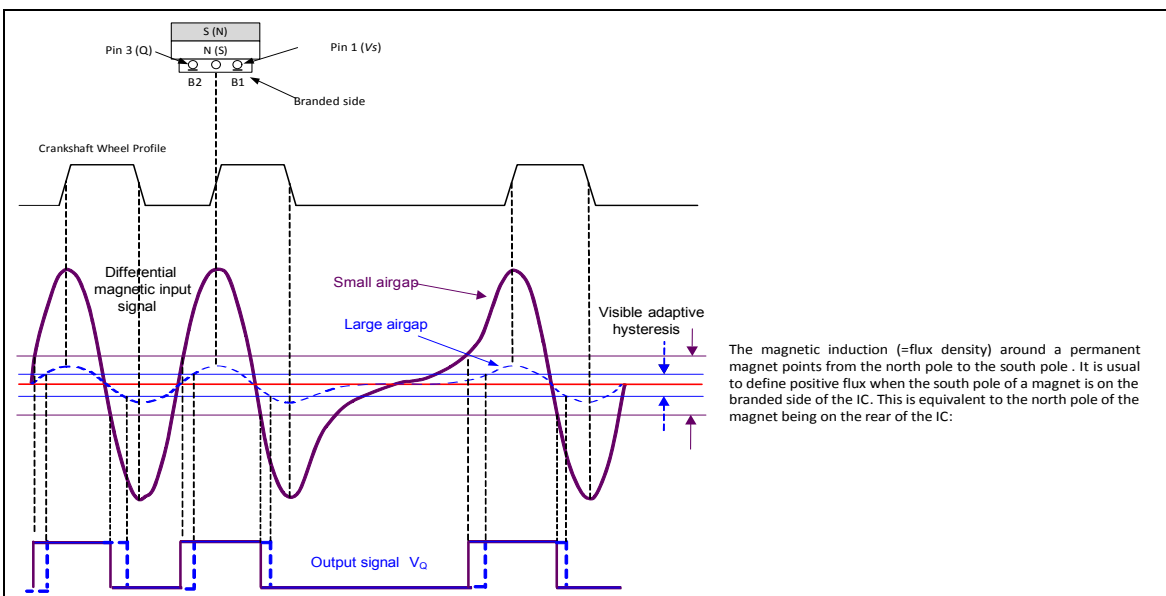 S (N)
N (S)
Pin 3 (Q)
Pin 1 (Vs)
B2
B1
Branded side
Crankshaft Wheel Profile
Differential
magnetic input
signal
Small airgap
Large airgap
Visible adaptive
hysteresis
The magnetic induction (=flux density) around a permanent
magnet points from the north pole to the south pole . It is usual
to define positive flux when the south pole of a magnet is on the
branded side of the IC. This is equivalent to the north pole of the
magnet being on the rear of the IC:
Output signal VQ